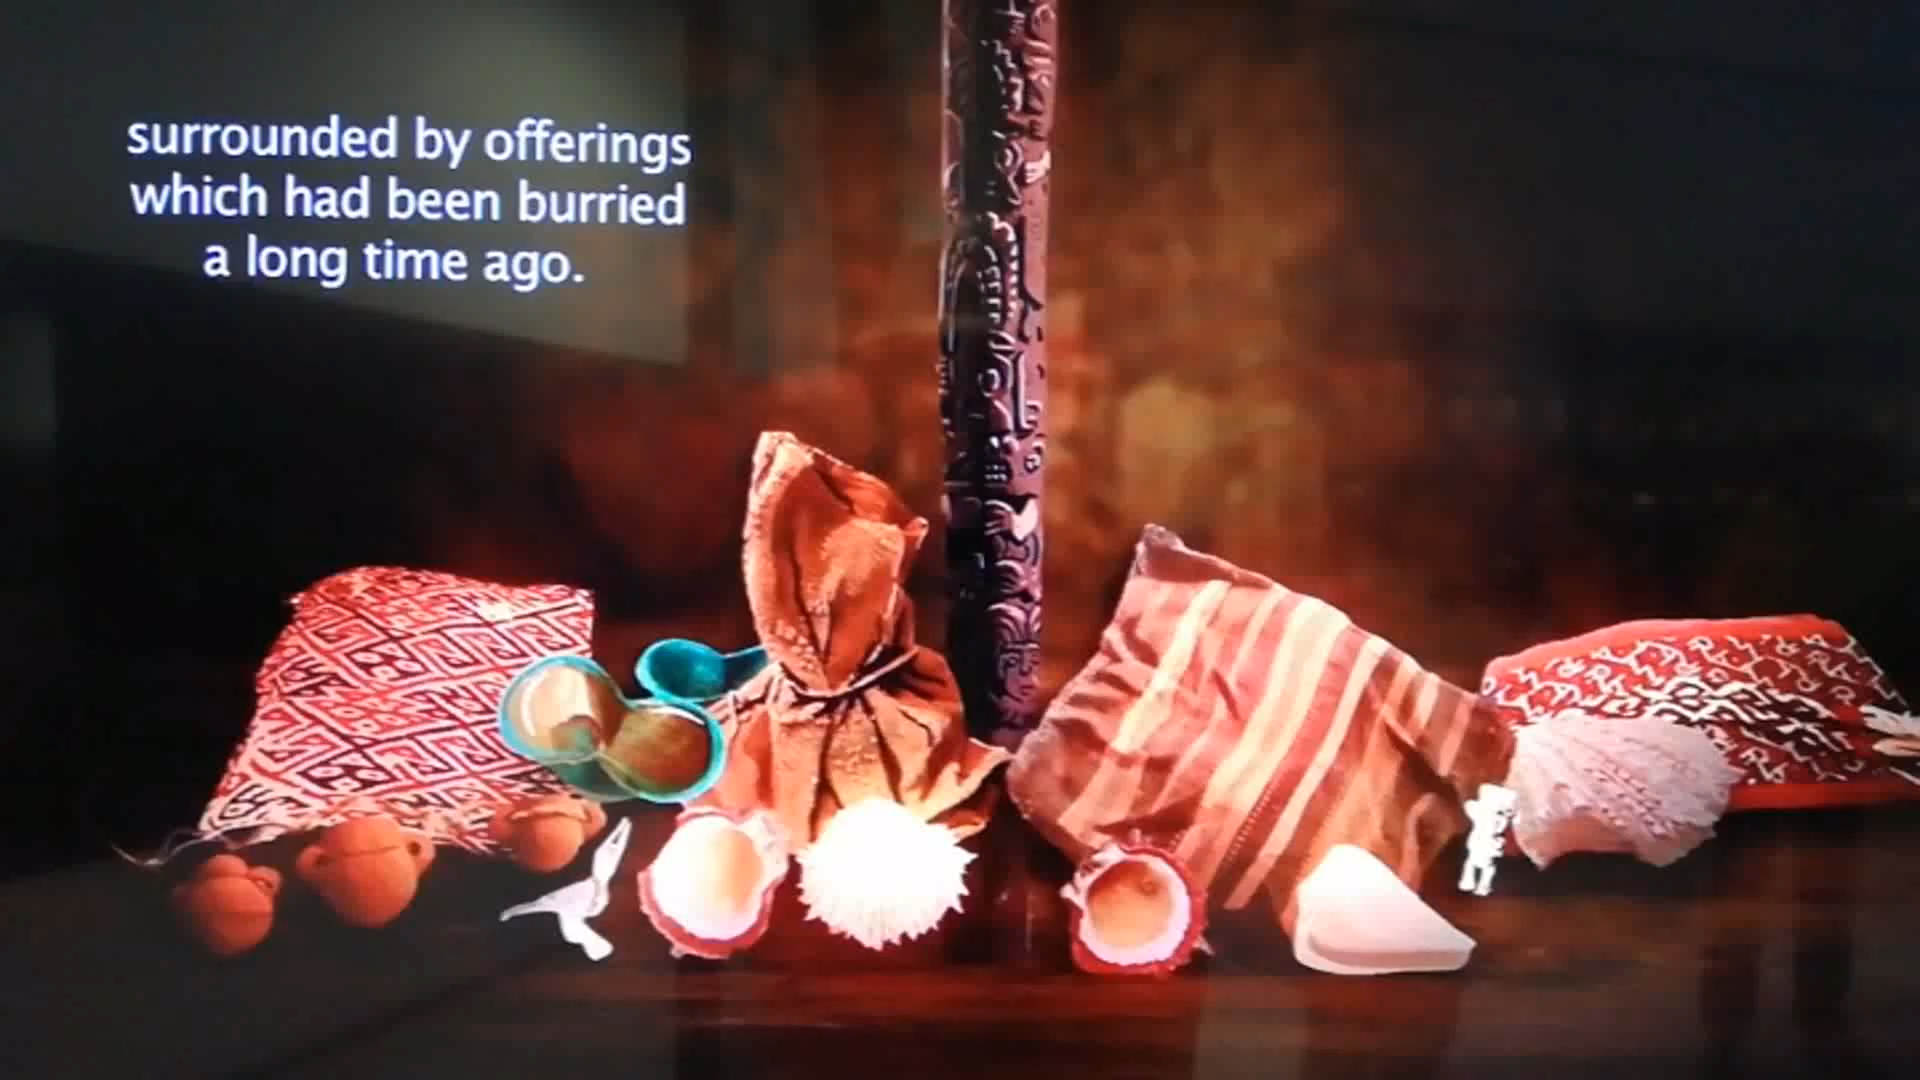 surrounded by offerings
which had been burried
a long time ago.